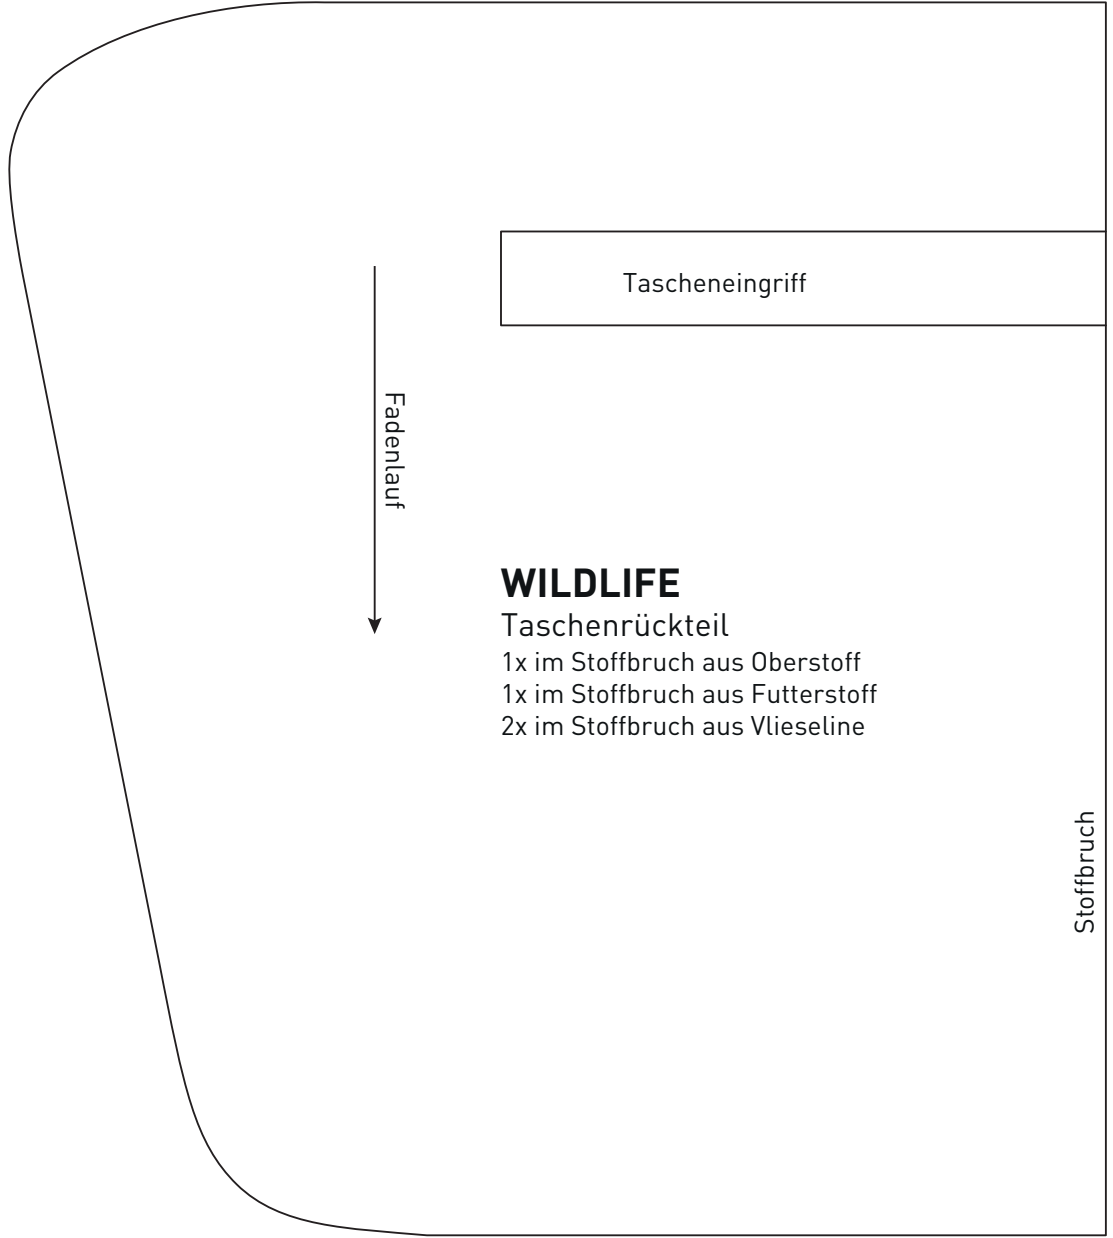 Tascheneingriff
Fadenlauf
WILDLIFE
Taschenrückteil
1x im Stoffbruch aus Oberstoff
1x im Stoffbruch aus Futterstoff
2x im Stoffbruch aus Vlieseline
Stoffbruch